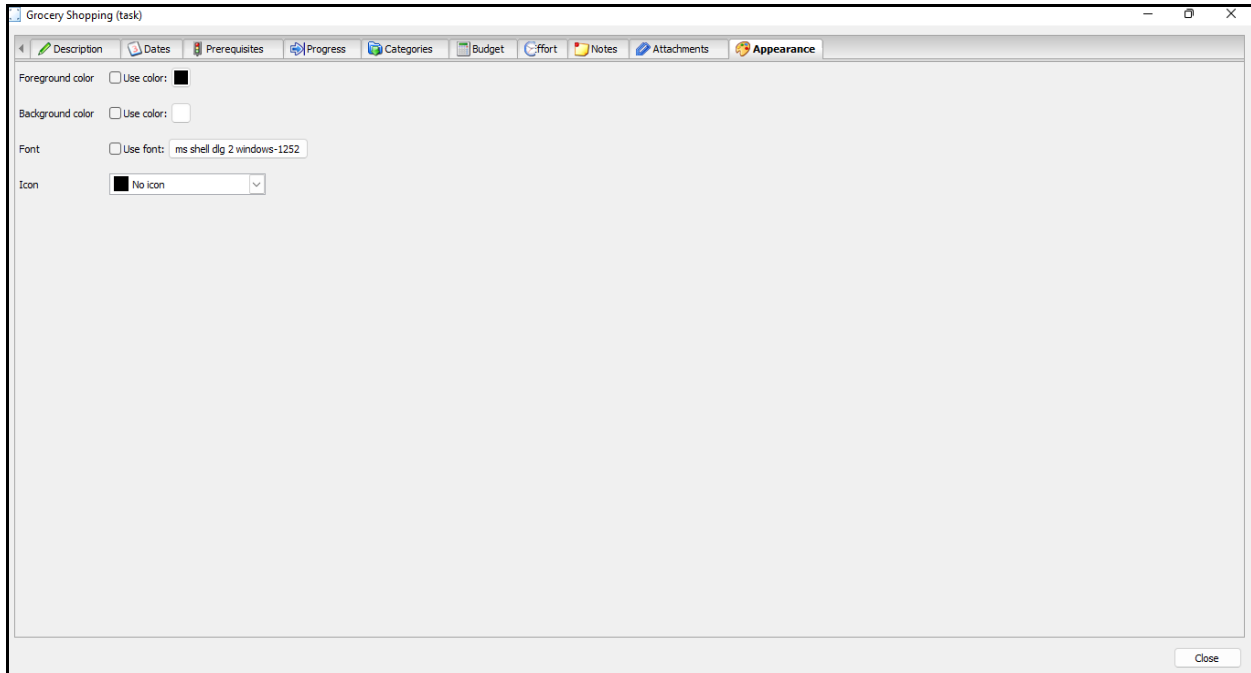 Grocery Shopping (task)
Description Dates Prerequisites Progress Categories Budget Effort Notes Attachments Appearance
Foreground color Use color:
Background color Use color:
Font Use font: ms shell dlg 2 windows-1252
Icon No icon
Close